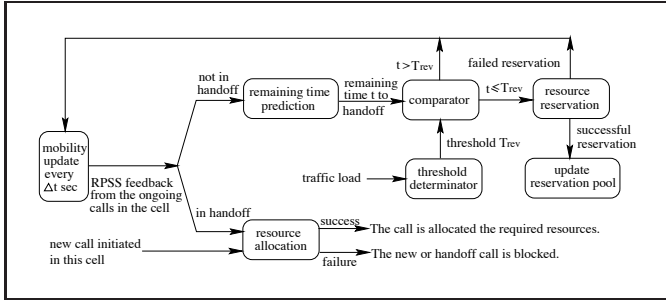 failed reservation
t>Trev
not in
handoff
remaining time
prediction
remaining
time t to
handoff
comparator
t≤Trev
resource
reservation
mobility
update
every
Δt sec
RPSS feedback
from the ongoing
calls in the cell
threshold Trev
successful
reservation
traffic load
threshold
determinator
update
reservation pool
in handoff
new call initiated
in this cell
resource
allocation
success
The call is allocated the required resources.
failure
The new or handoff call is blocked.